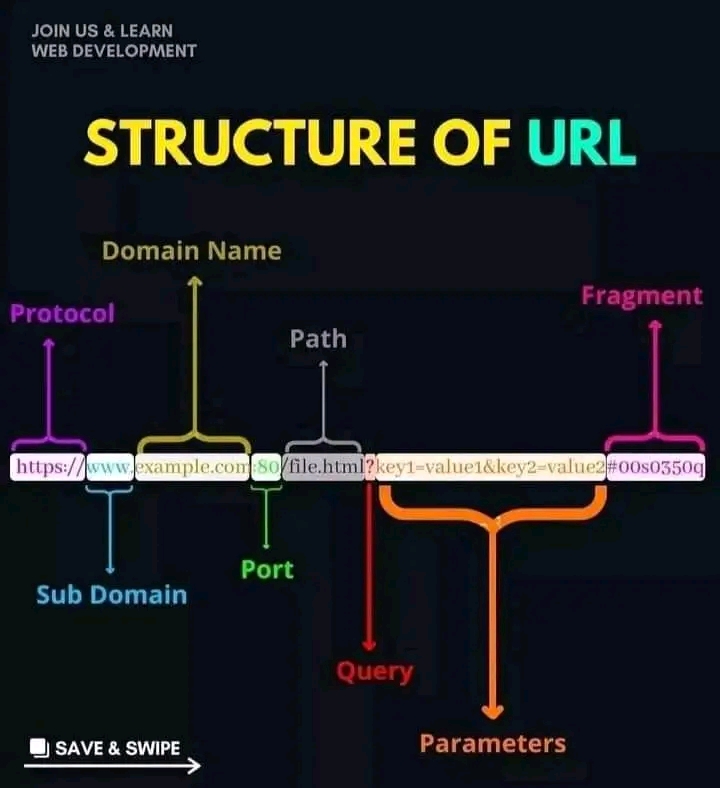 JOIN US & LEARN
WEB DEVELOPMENT
STRUCTURE OF URL
Domain Name
Fragment
Protocol
Path
https://www.example.com:80/file.html?key1=value1&key2=value2#00s0350q
Port
Sub Domain
Query
Parameters
SAVE & SWIPE